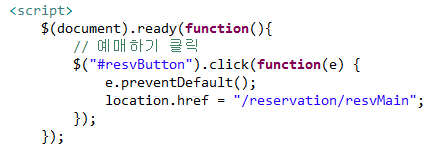 <script>
$(document).ready(function(){
// 예매하기 클릭
$("#resvButton").click(function(e) {
e.preventDefault();
location.href = "/reservation/resvMain";
});
});